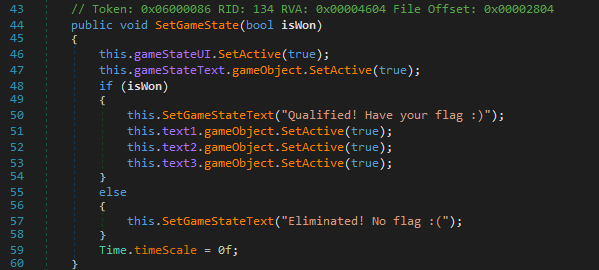 43 // Token: 0x06000086 RID: 134 RVA: 0x00004604 File Offset: 0x00002804
44 public void SetGameState(bool isWon)
45 {
46 this.gameStateUI.SetActive(true);
47 this.gameStateText.gameObject.SetActive(true);
48 if (isWon)
49 {
50 this.SetGameStateText("Qualified! Have your flag :)");
51 this.text1.gameObject.SetActive(true);
52 this.text2.gameObject.SetActive(true);
53 this.text3.gameObject.SetActive(true);
54 }
55 else
56 {
57 this.SetGameStateText("Eliminated! No flag :(");
58 }
59 Time.timeScale = 0f;
60 }